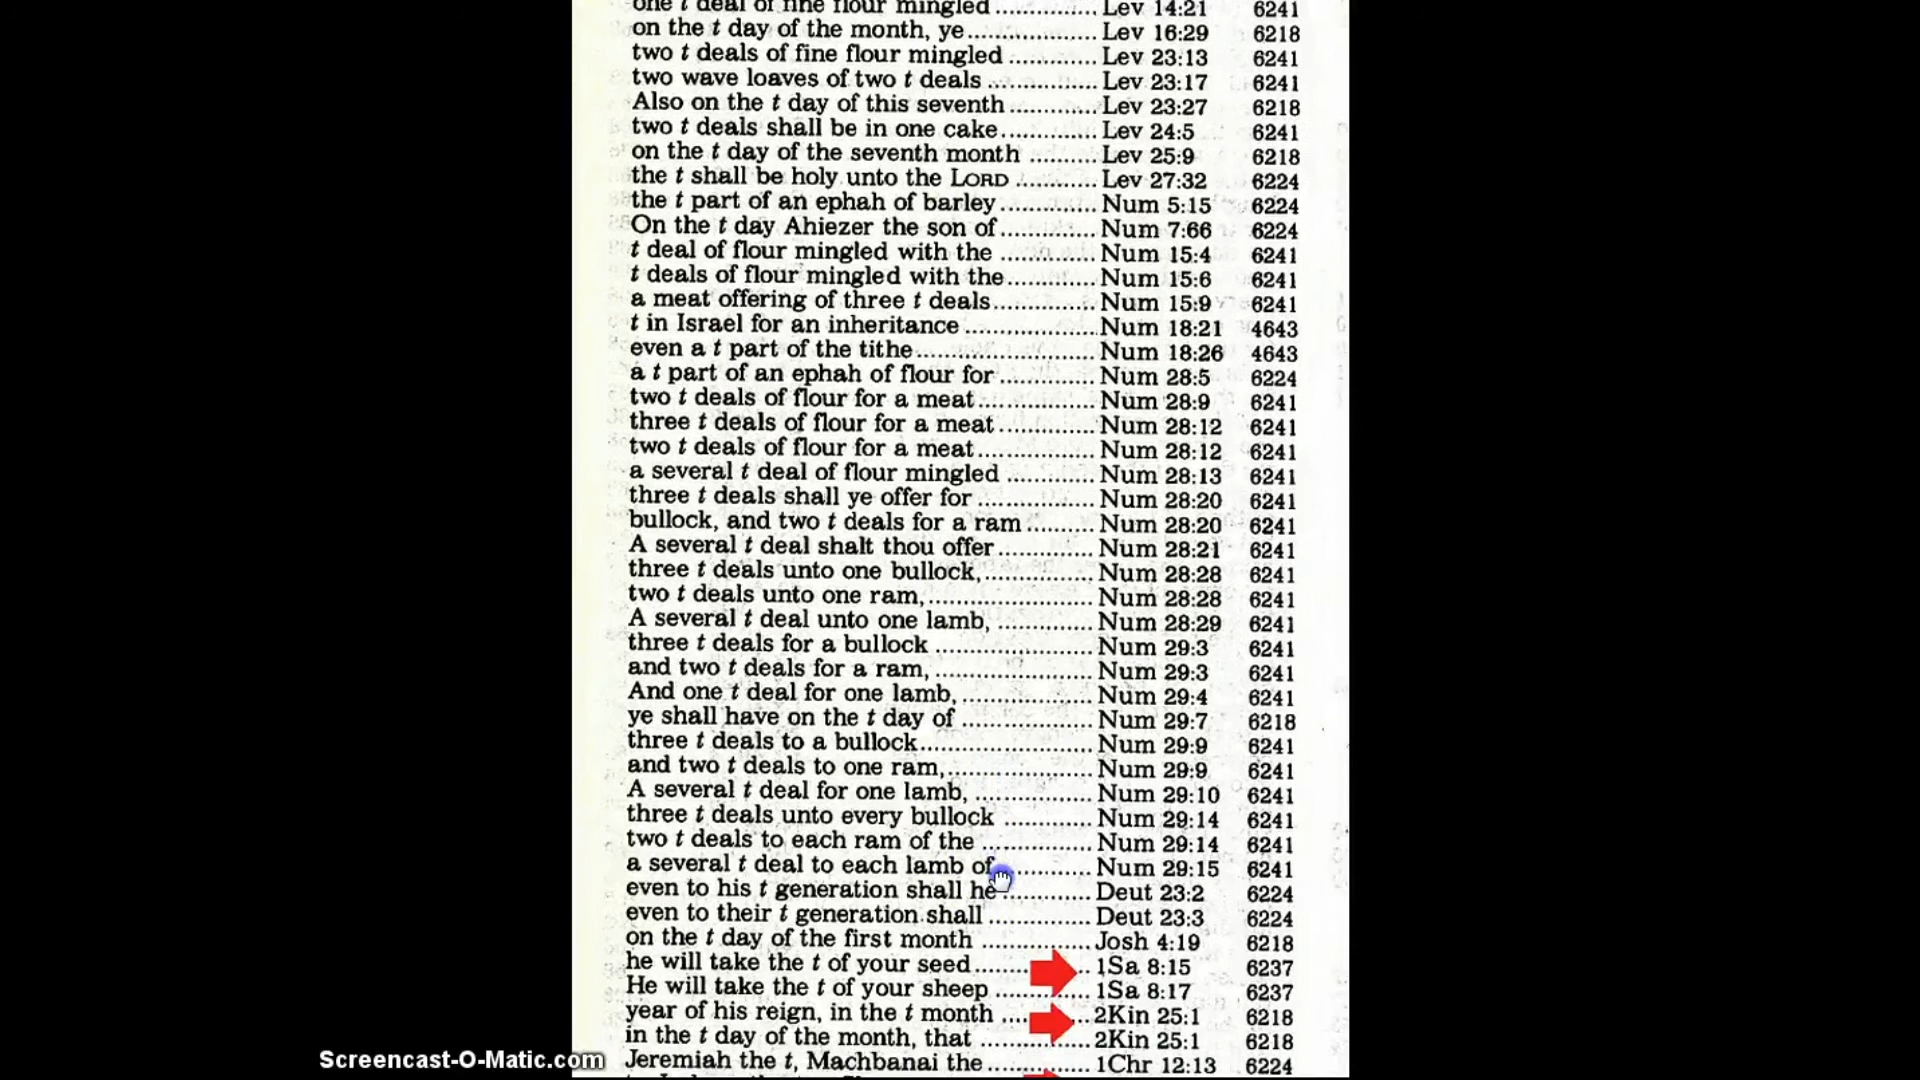 one t deal of fine flour mingled .............. Lev 14:21 6241
on the t day of the month, ye.................. Lev 16:29 6218
two t deals of fine flour mingled ............ Lev 23:13 6241
two wave loaves of two t deals ............... Lev 23:17 6241
Also on the t day of this seventh ............ Lev 23:27 6218
two t deals shall be in one cake............. Lev 24:5 6241
on the t day of the seventh month .......... Lev 25:9 6218
the t shall be holy unto the LORD ........... Lev 27:32 6224
the t part of an ephah of barley ............. Num 5:15 6224
On the t day Ahiezer the son of............. Num 7:66 6224
t deal of flour mingled with the ............. Num 15:4 6241
t deals of flour mingled with the............ Num 15:6 6241
a meat offering of three t deals.............. Num 15:9 6241
t in Israel for an inheritance .................. Num 18:21 4643
even a t part of the tithe........................ Num 18:26 4643
a t part of an ephah of flour for ............. Num 28:5 6224
two t deals of flour for a meat................ Num 28:9 6241
three t deals of flour for a meat ............. Num 28:12 6241
two t deals of flour for a meat................ Num 28:12 6241
a several t deal of flour mingled ............ Num 28:13 6241
three t deals shall ye offer for ................ Num 28:20 6241
bullock, and two t deals for a ram .......... Num 28:20 6241
A several t deal shalt thou offer ............. Num 28:21 6241
three t deals unto one bullock,............... Num 28:28 6241
two t deals unto one ram,....................... Num 28:28 6241
A several t deal unto one lamb, ............. Num 28:29 6241
three t deals for a bullock ...................... Num 29:3 6241
and two t deals for a ram, ...................... Num 29:3 6241
And one t deal for one lamb, .................. Num 29:4 6241
ye shall have on the t day of .................. Num 29:7 6218
three t deals to a bullock........................ Num 29:9 6241
and two t deals to one ram,.................... Num 29:9 6241
A several t deal for one lamb, ................ Num 29:10 6241
three t deals unto every bullock ............ Num 29:14 6241
two t deals to each ram of the ............... Num 29:14 6241
a several t deal to each lamb of ............ Num 29:15 6241
even to his t generation shall he ............ Deut 23:2 6224
even to their t generation shall .............. Deut 23:3 6224
on the t day of the first month ............... Josh 4:19 6218
he will take the t of your seed................ 1Sa 8:15 6237
He will take the t of your sheep ............. 1Sa 8:17 6237
year of his reign, in the t month ............ 2Kin 25:1 6218
in the t day of the month, that ............... 2Kin 25:1 6218
Jeremiah the t, Machbanai the .............. 1Chr 12:13 6224
Screencast-O-Matic.com